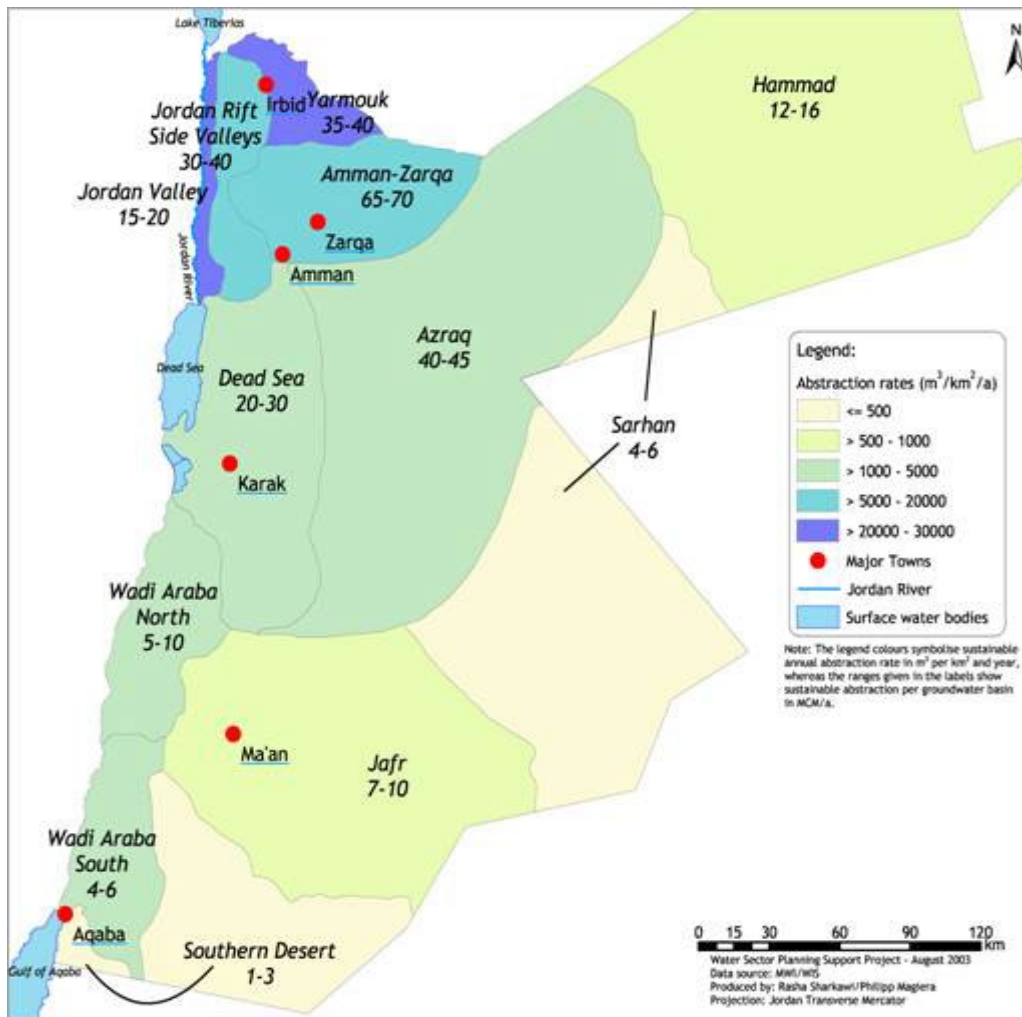 Lake Tiberias
N
Hammad
12-16
Irbid
Yarmouk
35-40
Jordan Rift
Side Valleys
30-40
Amman-Zarqa
65-70
Jordan Valley
15-20
Zarqa
Jordan River
Amman
Azraq
40-45
Dead Sea
Dead Sea
20-30
Sarhan
4-6
Karak
Legend:
Abstraction rates (m³/km²/a)
<= 500
> 500 - 1000
> 1000 - 5000
> 5000 - 20000
> 20000 - 30000
Major Towns
Jordan River
Surface water bodies
Note: The legend colours symbolise sustainable
annual abstraction rate in m³ per km² and year,
whereas the ranges given in the labels show
sustainable abstraction per groundwater basin
in MCM/a.
Wadi Araba
North
5-10
Ma'an
Jafr
7-10
Wadi Araba
South
4-6
Aqaba
Gulf of Aqaba
Southern Desert
1-3
0 15 30 60 90 120
km
Water Sector Planning Support Project - August 2003
Data source: MWI/WIS
Produced by: Rasha Sharkawi/Philipp Magiera
Projection: Jordan Transverse Mercator